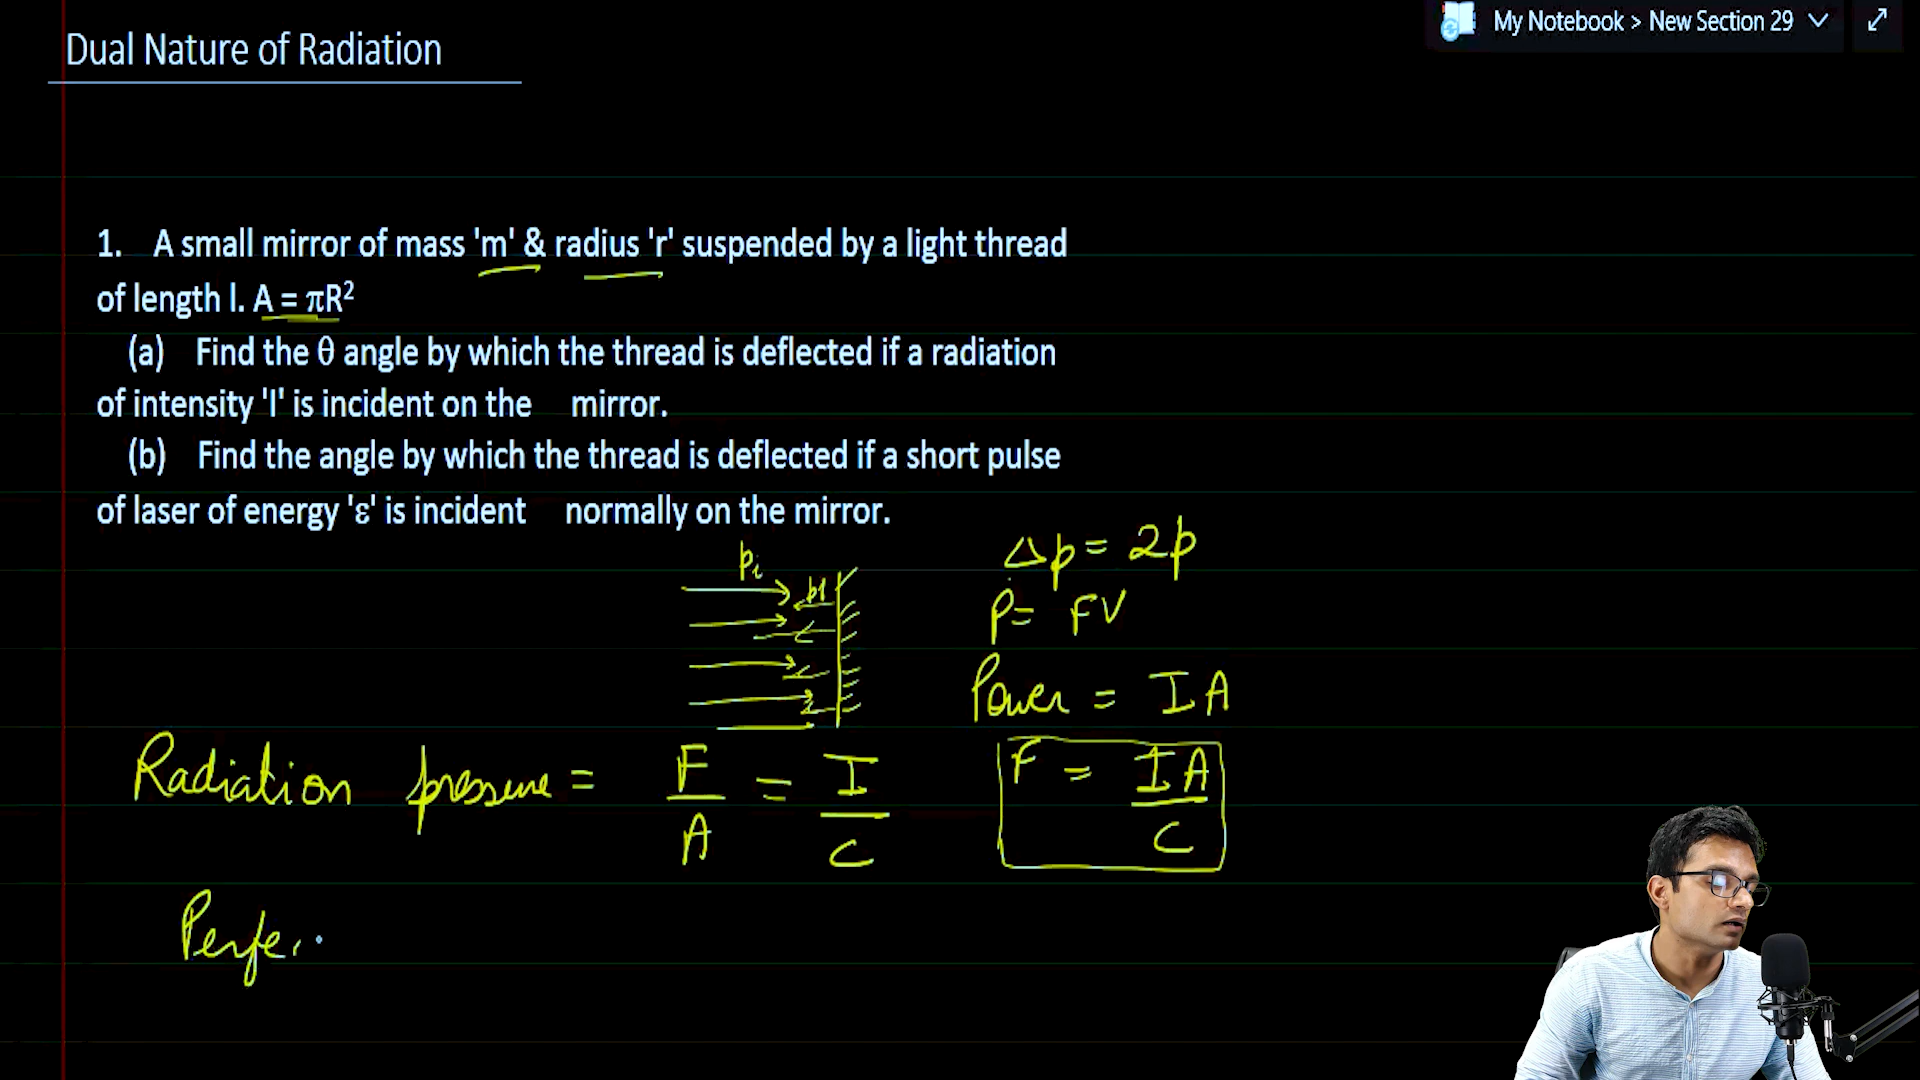 My Notebook > New Section 29
Dual Nature of Radiation
1. A small mirror of mass 'm' & radius 'r' suspended by a light thread
of length l. A = πR²
(a) Find the θ angle by which the thread is deflected if a radiation
of intensity 'I' is incident on the mirror.
(b) Find the angle by which the thread is deflected if a short pulse
of laser of energy 'ε' is incident normally on the mirror.
pi
Δp = 2p
P = FV
Power = IA
Radiation pressure = F/A = I/C
F = IA/C
Perfe